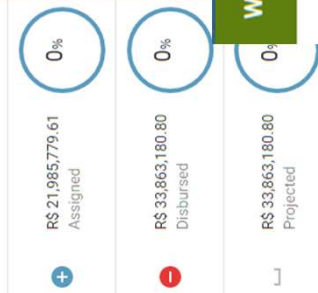 0%
R$ 21,985,779.61
Assigned
0%
R$ 33,863,180.80
Disbursed
W
0%
R$ 33,863,180.80
Projected